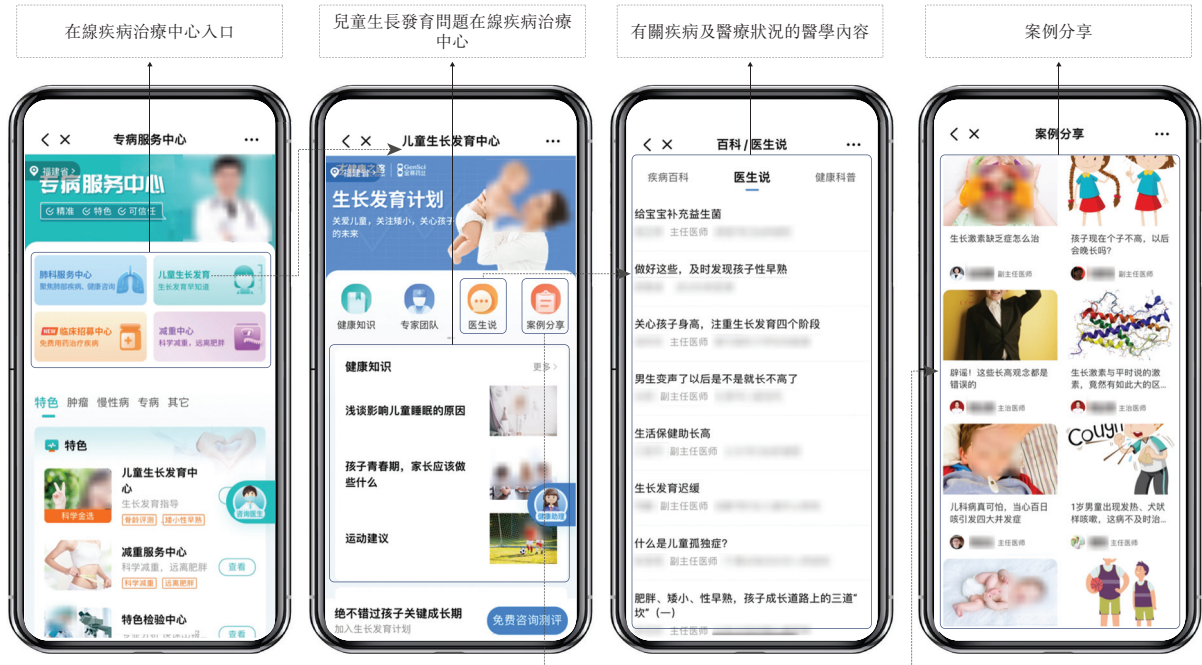 在線疾病治療中心入口
兒童生長發育問題在線疾病治療
中心
有關疾病及醫療狀況的醫學內容
案例分享
专病服务中心
福建省
专病服务中心
精准 特色 可信任
肺科服务中心
聚焦肺部疾病、健康咨询
儿童生长发育
生长发育早知道
NEW 临床招募中心
免费用药治疗疾病
减重中心
科学减重，远离肥胖
特色 肿瘤 慢性病 专病 其它
特色
儿童生长发育中
心
生长发育指导
骨龄评测 矮小性早熟
科学金选
咨询医生
减重服务中心
科学减重，远离肥胖
科学减重 远离肥胖
查看
特色检验中心
查看
儿童生长发育中心
福建省
GenSci
金赛药业
生长发育计划
关爱儿童，关注矮小，关心孩子
的未来
健康知识 专家团队 医生说 案例分享
健康知识
更多
浅谈影响儿童睡眠的原因
孩子青春期，家长应该做
些什么
健康助理
运动建议
绝不错过孩子关键成长期
加入生长发育计划
免费咨询测评
百科 / 医生说
疾病百科 医生说 健康科普
给宝宝补充益生菌
主任医师
做好这些，及时发现孩子性早熟
关心孩子身高，注重生长发育四个阶段
主任医师
男生变声了以后是不是就长不高了
副主任医师
生活保健助长高
副主任医师
生长发育迟缓
副主任医师
什么是儿童孤独症？
副主任医师
肥胖、矮小、性早熟，孩子成长道路上的三道“
坎”（一）
主任医师
案例分享
生长激素缺乏症怎么治
副主任医师
孩子现在个子不高，以后
会晚长吗？
副主任医师
辟谣！这些长高观念都是
错误的
主治医师
生长激素与平时说的激
素，竟然有如此大的区...
主治医师
儿科病真可怕，当心百日
咳引发四大并发症
主任医师
Cough
1岁男童出现发热、犬吠
样咳嗽，这病不及时治...
主任医师